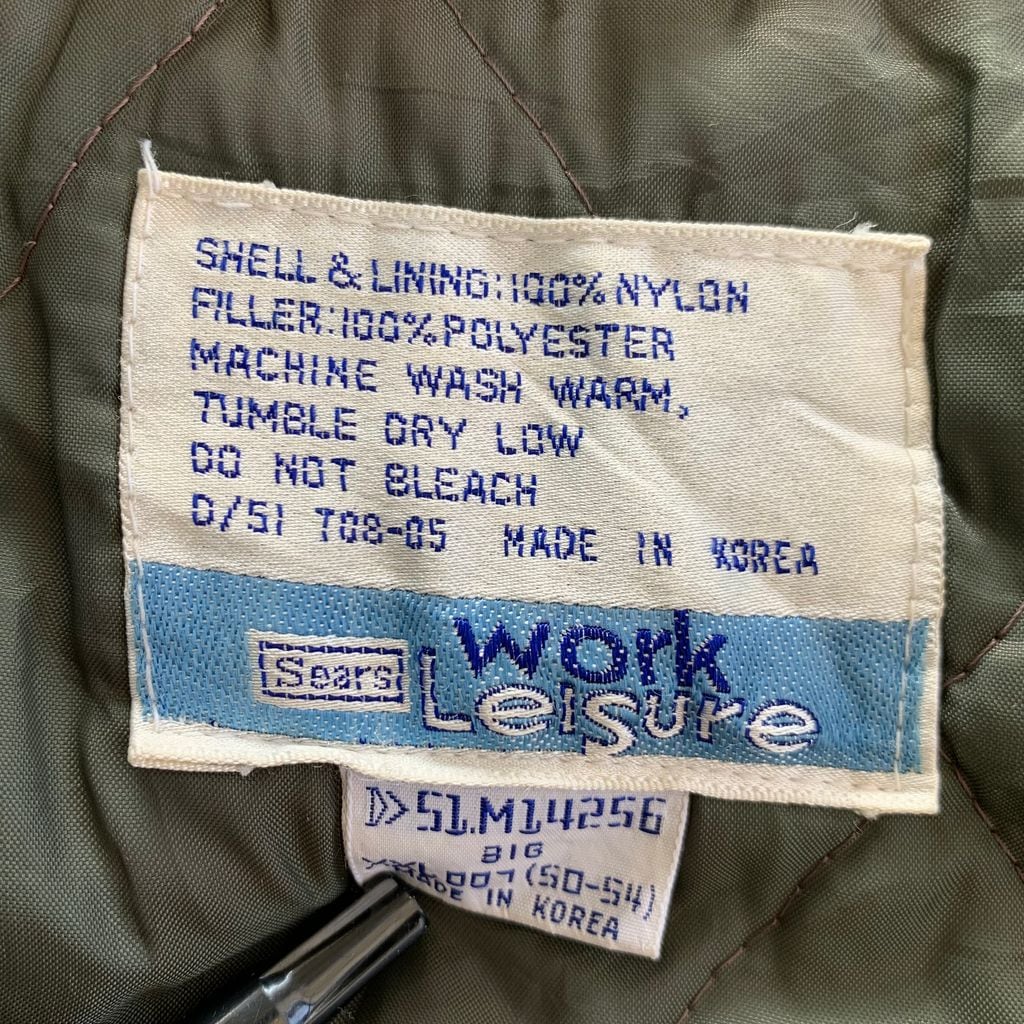 SHELL & LINING:100% NYLON
FILLER:100% POLYESTER
MACHINE WASH WARM,
TUMBLE DRY LOW
DO NOT BLEACH
D/51 T08-05 MADE IN KOREA
Sears
work
Leisure
51.M14256
BIG
(50-54)
MADE IN KOREA